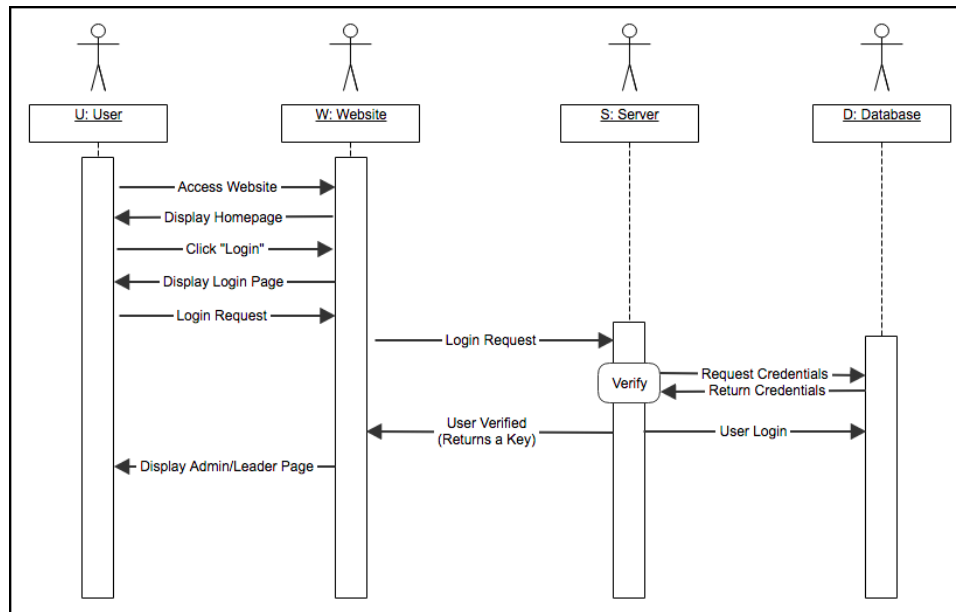 U: User
W: Website
S: Server
D: Database
Access Website
Display Homepage
Click "Login"
Display Login Page
Login Request
Login Request
Verify
Request Credentials
Return Credentials
User Verified
(Returns a Key)
User Login
Display Admin/Leader Page